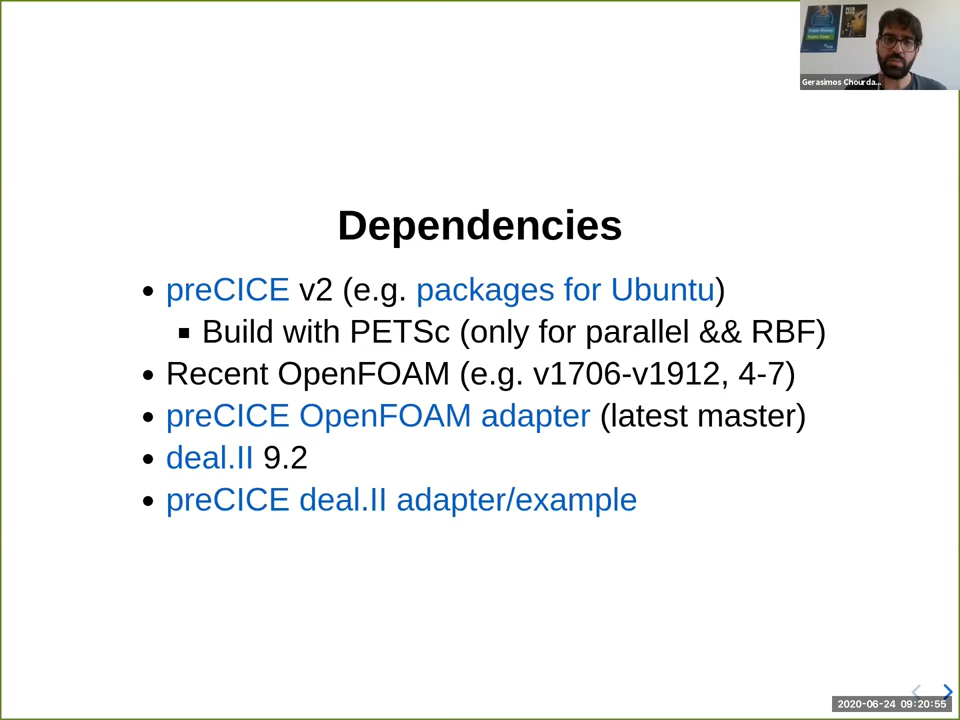 Gerasimos Chourda...
Dependencies
preCICE v2 (e.g. packages for Ubuntu)
Build with PETSc (only for parallel && RBF)
Recent OpenFOAM (e.g. v1706-v1912, 4-7)
preCICE OpenFOAM adapter (latest master)
deal.II 9.2
preCICE deal.II adapter/example
2020-06-24 09:20:55